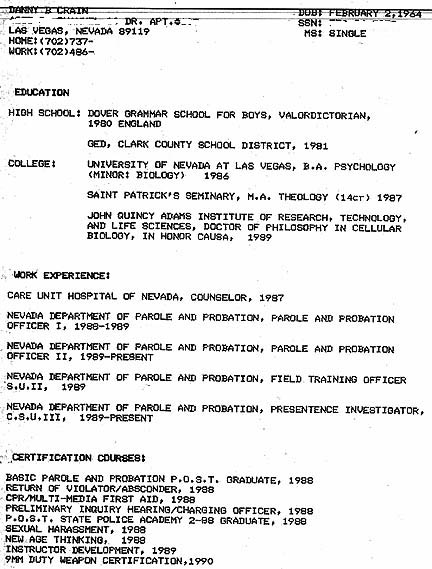 DANNY B CRAIN DOB: FEBRUARY 2,1964
DR. APT. SSN:
LAS VEGAS, NEVADA 89119 MS: SINGLE
HOME:(702)737-
WORK:(702)486-
EDUCATION
HIGH SCHOOL: DOVER GRAMMAR SCHOOL FOR BOYS, VALORDICTORIAN,
1980 ENGLAND
GED, CLARK COUNTY SCHOOL DISTRICT, 1981
COLLEGE: UNIVERSITY OF NEVADA AT LAS VEGAS, B.A. PSYCHOLOGY
(MINOR: BIOLOGY) 1986
SAINT PATRICK'S SEMINARY, M.A. THEOLOGY (14cr) 1987
JOHN QUINCY ADAMS INSTITUTE OF RESEARCH, TECHNOLOGY,
AND LIFE SCIENCES, DOCTOR OF PHILOSOPHY IN CELLULAR
BIOLOGY, IN HONOR CAUSA, 1989
WORK EXPERIENCE:
CARE UNIT HOSPITAL OF NEVADA, COUNSELOR, 1987
NEVADA DEPARTMENT OF PAROLE AND PROBATION, PAROLE AND PROBATION
OFFICER I, 1988-1989
NEVADA DEPARTMENT OF PAROLE AND PROBATION, PAROLE AND PROBATION
OFFICER II, 1989-PRESENT
NEVADA DEPARTMENT OF PAROLE AND PROBATION, FIELD TRAINING OFFICER
S.U.II, 1989
NEVADA DEPARTMENT OF PAROLE AND PROBATION, PRESENTENCE INVESTIGATOR,
C.S.U.III, 1989-PRESENT
CERTIFICATION COURSES:
BASIC PAROLE AND PROBATION P.O.S.T. GRADUATE, 1988
RETURN OF VIOLATOR/ABSCONDER, 1988
CPR/MULTI-MEDIA FIRST AID, 1988
PRELIMINARY INQUIRY HEARING/CHARGING OFFICER, 1988
P.O.S.T. STATE POLICE ACADEMY 2-88 GRADUATE, 1988
SEXUAL HARASSMENT, 1988
NEW AGE THINKING, 1988
INSTRUCTOR DEVELOPMENT, 1989
9MM DUTY WEAPON CERTIFICATION,1990